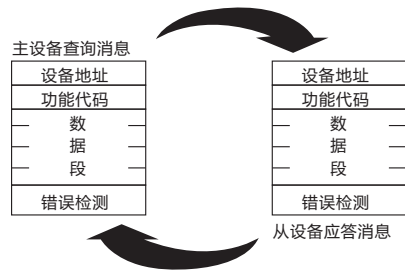 主设备查询消息
设备地址
功能代码
数
据
段
错误检测
设备地址
功能代码
数
据
段
错误检测
从设备应答消息